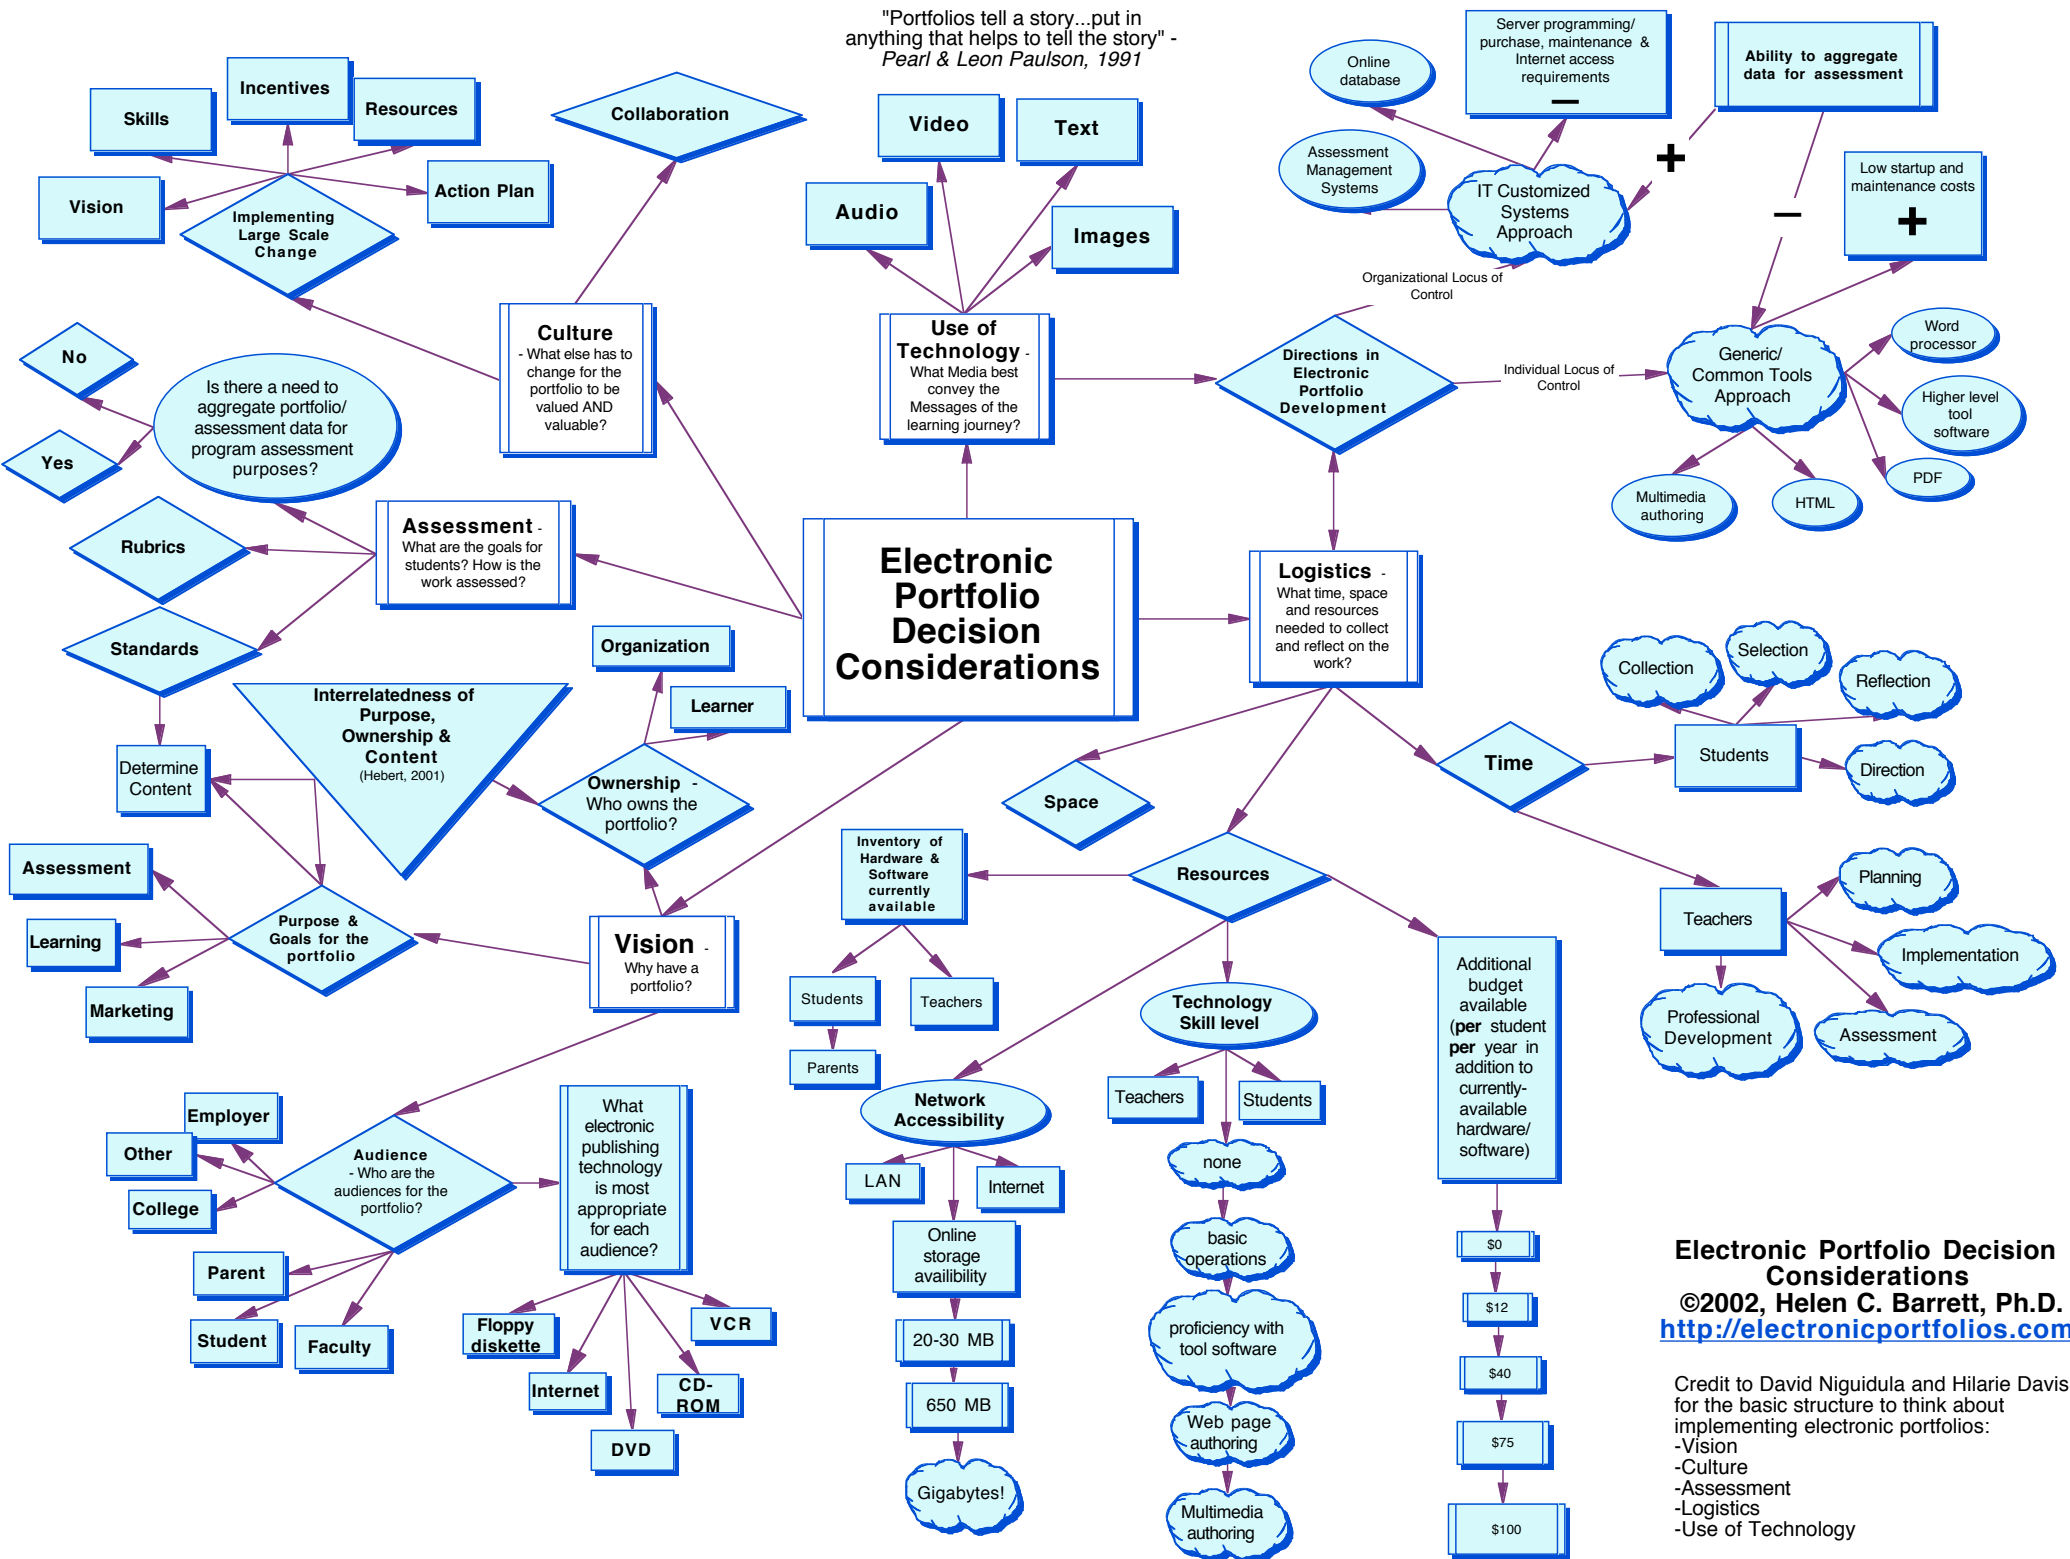 "Portfolios tell a story...put in
anything that helps to tell the story" -
Pearl & Leon Paulson, 1991
Skills
Incentives
Resources
Vision
Action Plan
Implementing
Large Scale
Change
Collaboration
Video
Text
Audio
Images
Online
database
Server programming/
purchase, maintenance &
Internet access
requirements
–
Ability to aggregate
data for assessment
Assessment
Management
Systems
IT Customized
Systems
Approach
+
–
Low startup and
maintenance costs
+
Organizational Locus of
Control
Culture
- What else has to
change for the
portfolio to be
valued AND
valuable?
Use of
Technology -
What Media best
convey the
Messages of the
learning journey?
Directions in
Electronic
Portfolio
Development
Individual Locus of
Control
Generic/
Common Tools
Approach
Word
processor
Higher level
tool
software
PDF
HTML
Multimedia
authoring
No
Yes
Is there a need to
aggregate portfolio/
assessment data for
program assessment
purposes?
Rubrics
Assessment -
What are the goals for
students? How is the
work assessed?
Standards
Electronic
Portfolio
Decision
Considerations
Logistics -
What time, space
and resources
needed to collect
and reflect on the
work?
Organization
Learner
Interrelatedness of
Purpose,
Ownership &
Content
(Hebert, 2001)
Ownership -
Who owns the
portfolio?
Determine
Content
Assessment
Learning
Marketing
Purpose &
Goals for the
portfolio
Vision -
Why have a
portfolio?
Space
Time
Students
Collection
Selection
Reflection
Direction
Teachers
Planning
Implementation
Assessment
Professional
Development
Resources
Inventory of
Hardware &
Software
currently
available
Students
Teachers
Parents
Technology
Skill level
Teachers
Students
none
basic
operations
proficiency with
tool software
Web page
authoring
Multimedia
authoring
Network
Accessibility
LAN
Internet
Online
storage
availibility
20-30 MB
650 MB
Gigabytes!
Additional
budget
available
(per student
per year in
addition to
currently-
available
hardware/
software)
$0
$12
$40
$75
$100
Employer
Other
College
Audience
- Who are the
audiences for the
portfolio?
Parent
Student
Faculty
What
electronic
publishing
technology
is most
appropriate
for each
audience?
Floppy
diskette
Internet
DVD
CD-
ROM
VCR
Electronic Portfolio Decision
Considerations
©2002, Helen C. Barrett, Ph.D.
http://electronicportfolios.com
Credit to David Niguidula and Hilarie Davis
for the basic structure to think about
implementing electronic portfolios:
-Vision
-Culture
-Assessment
-Logistics
-Use of Technology